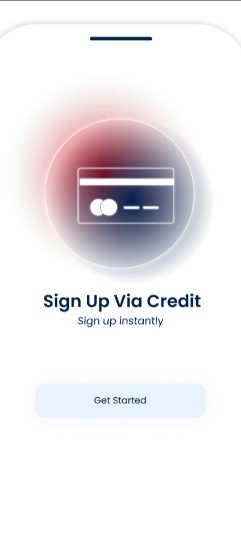 Sign Up Via Credit
Sign up instantly
Get Started